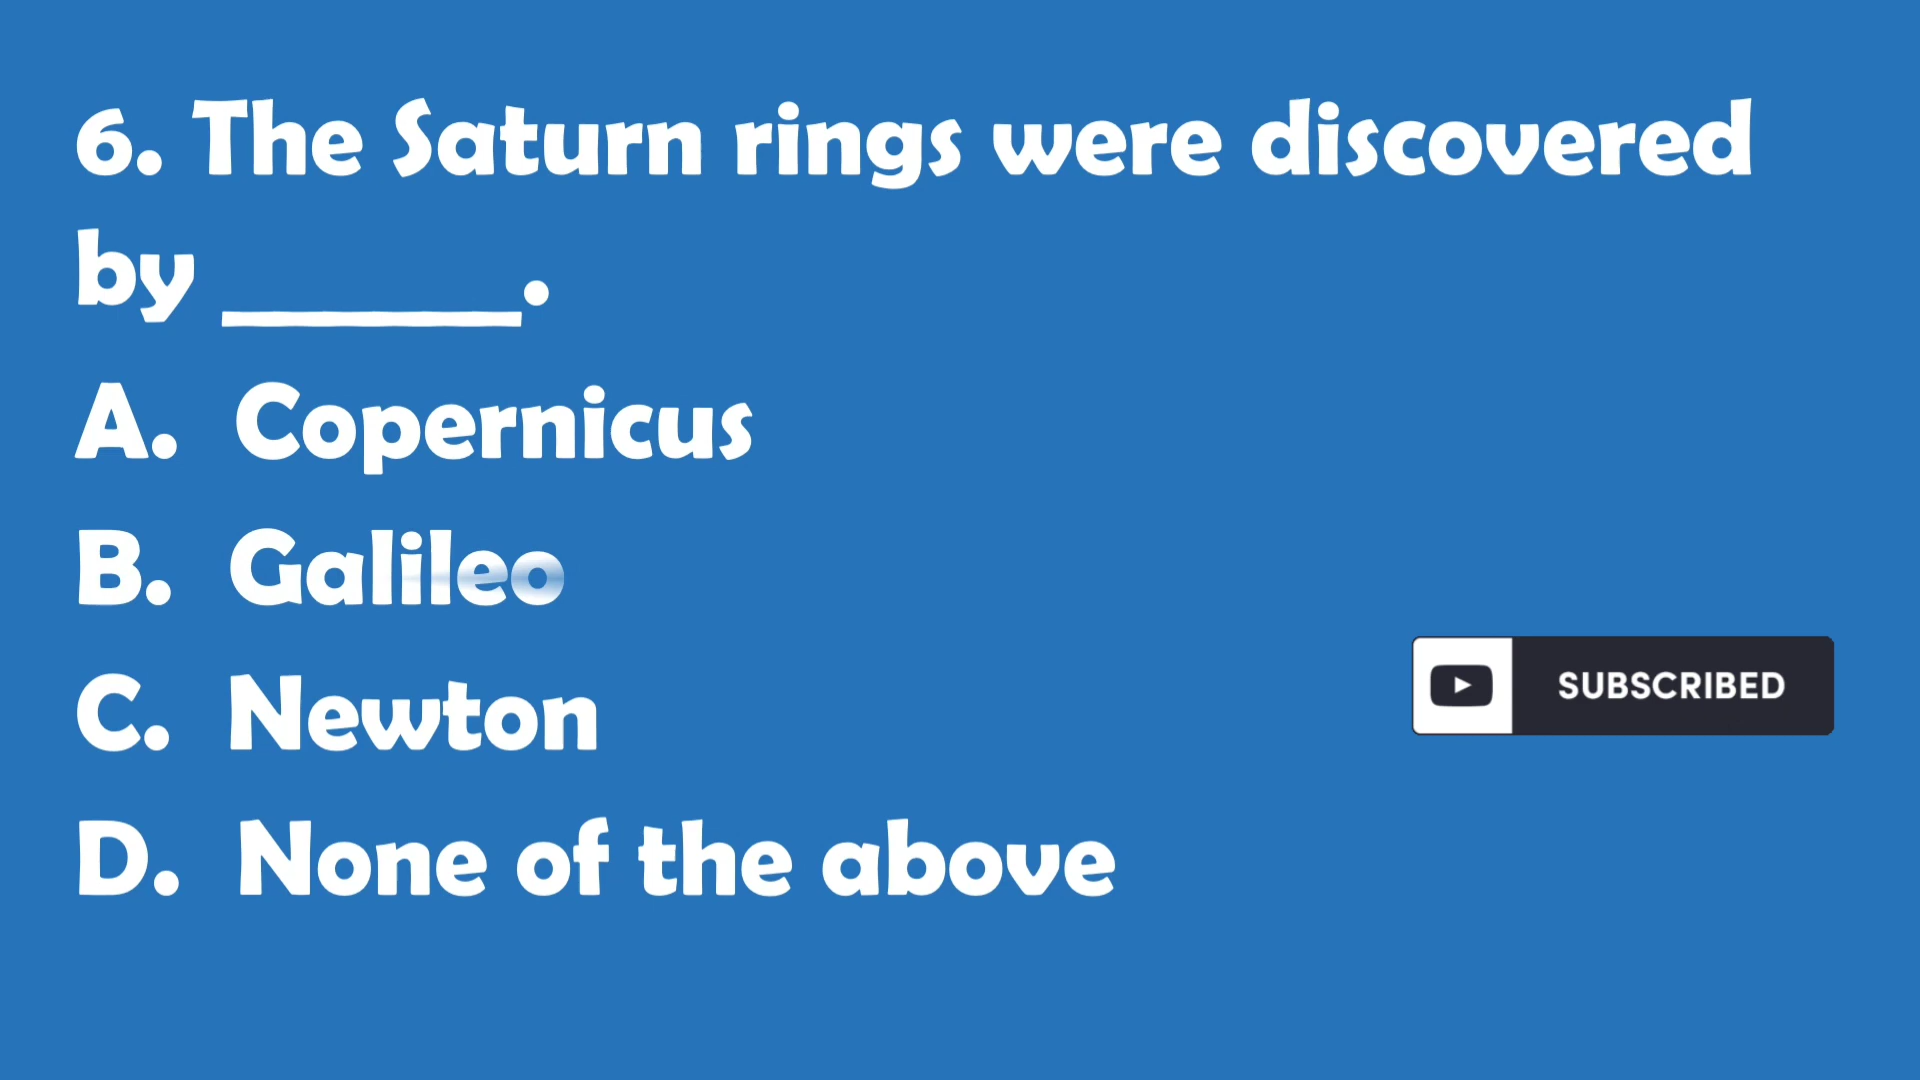 6. The Saturn rings were discovered
by ______.
A. Copernicus
B. Galileo
C. Newton
SUBSCRIBED
D. None of the above